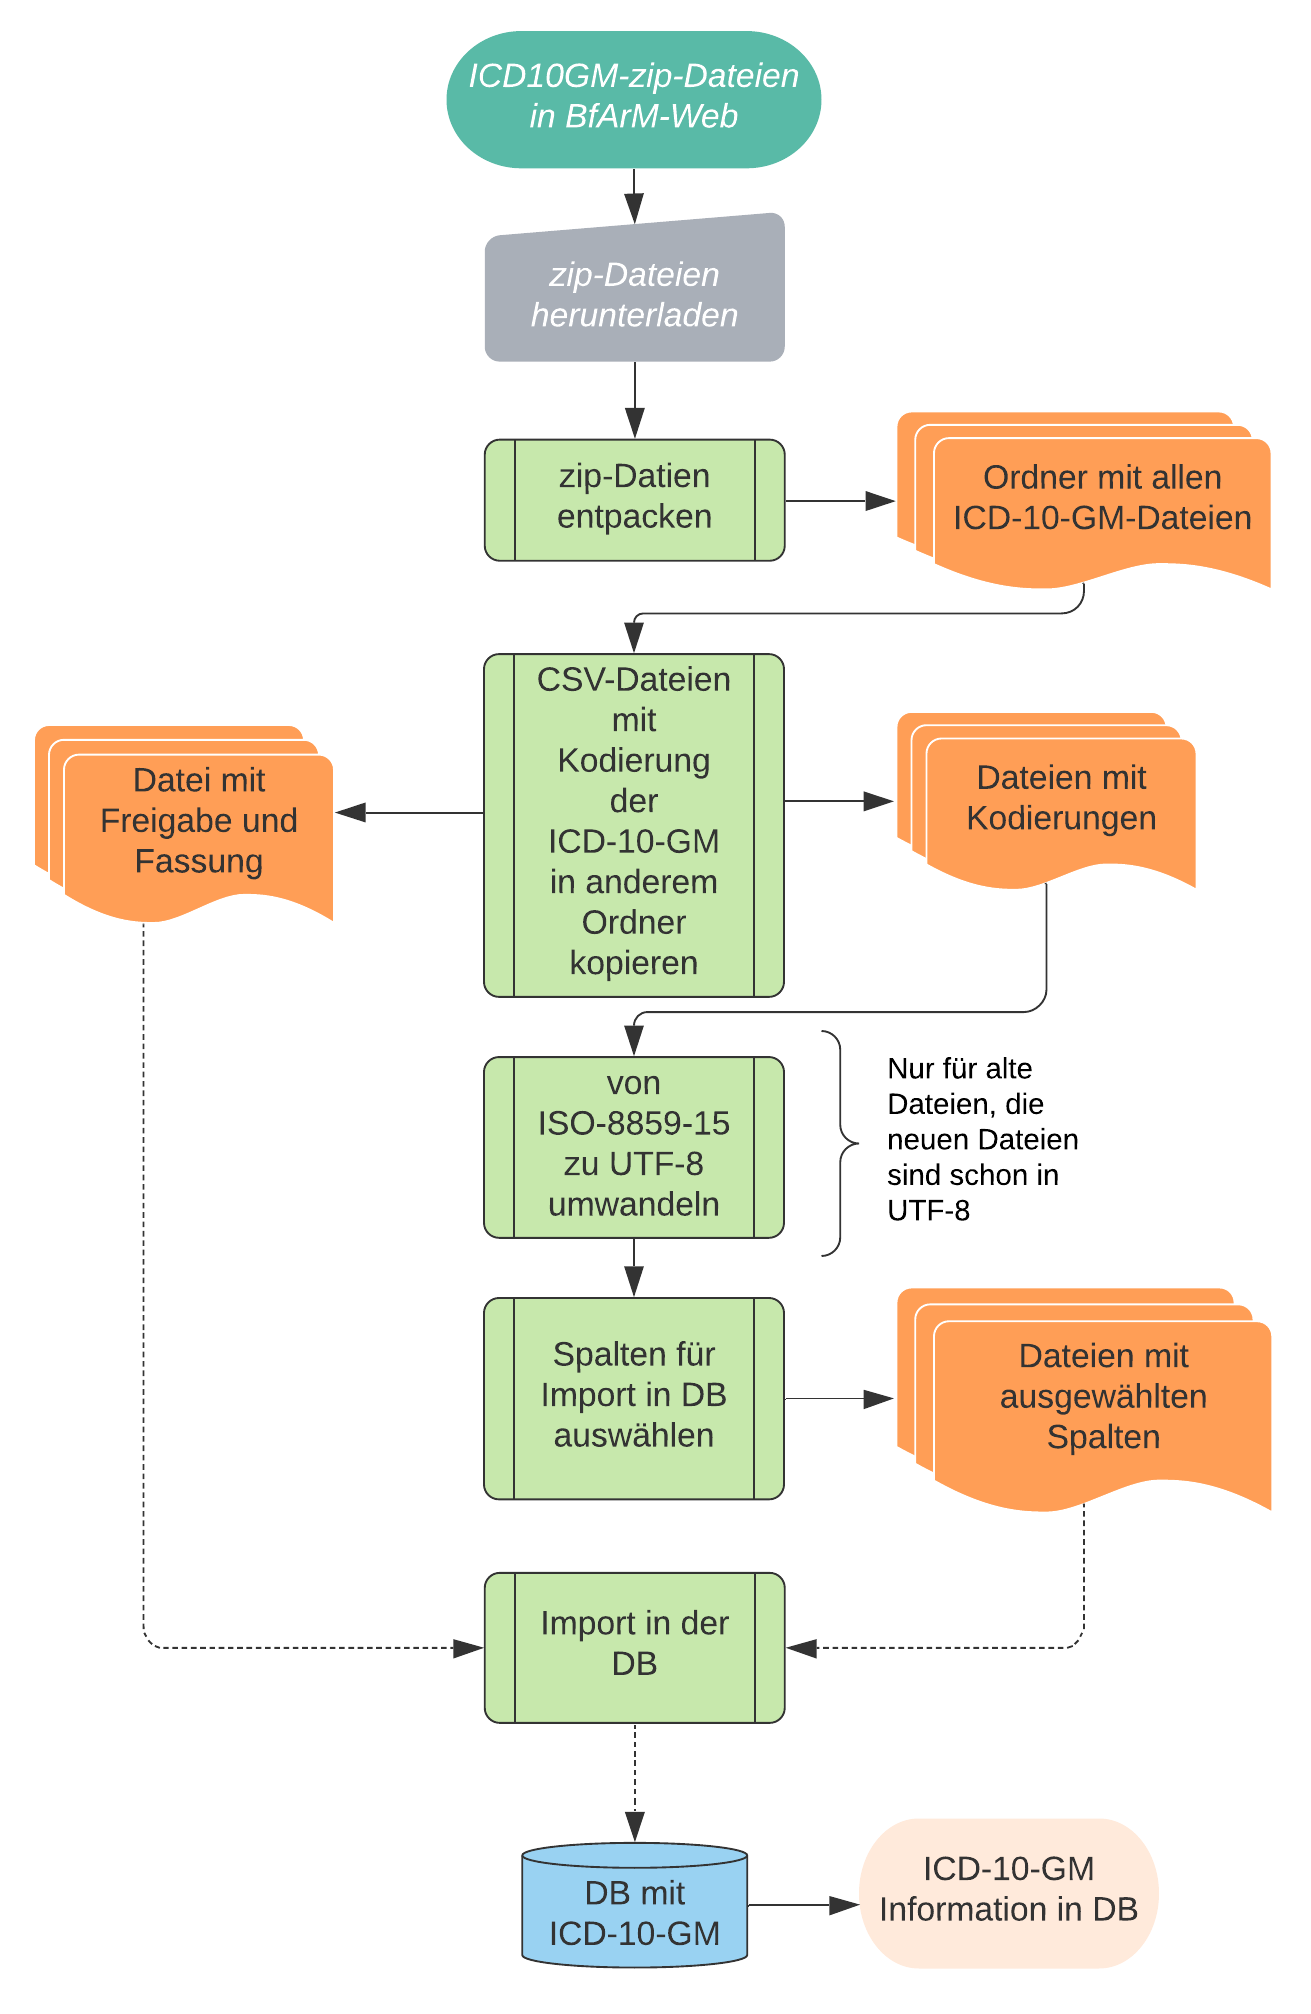 ICD10GM-zip-Dateien
in BfArM-Web
zip-Dateien
herunterladen
zip-Datien
entpacken
Ordner mit allen
ICD-10-GM-Dateien
CSV-Dateien
mit
Kodierung
der
ICD-10-GM
in anderem
Ordner
kopieren
Datei mit
Freigabe und
Fassung
Dateien mit
Kodierungen
von
ISO-8859-15
zu UTF-8
umwandeln
Nur für alte
Dateien, die
neuen Dateien
sind schon in
UTF-8
Spalten für
Import in DB
auswählen
Dateien mit
ausgewählten
Spalten
Import in der
DB
DB mit
ICD-10-GM
ICD-10-GM
Information in DB